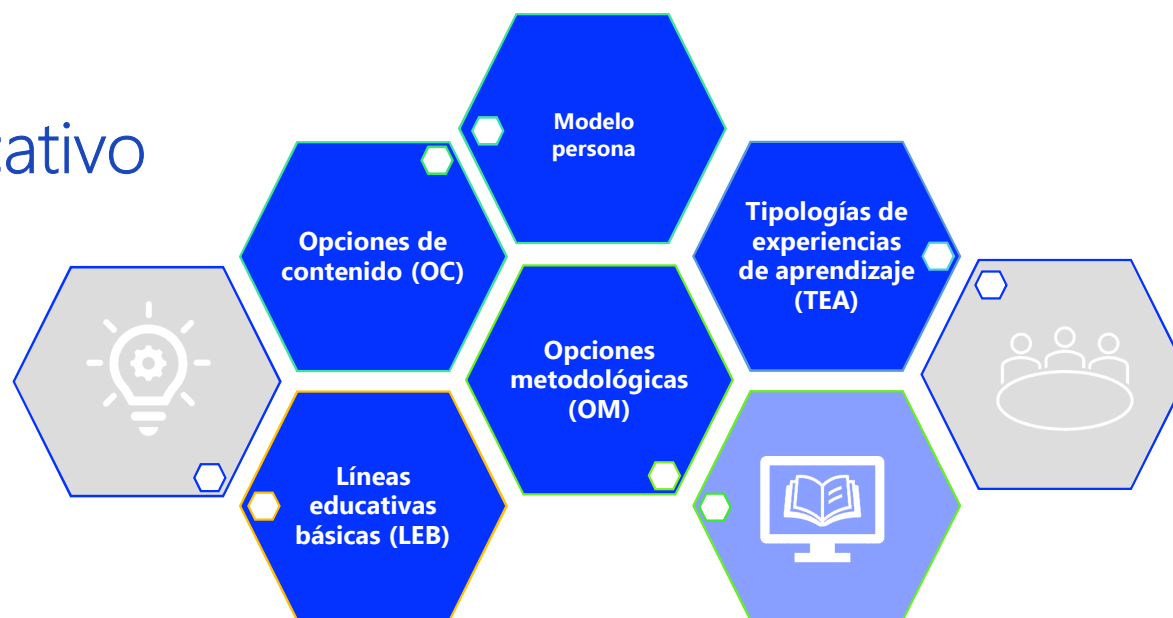 Modelo
persona
Opciones de
contenido (OC)
Tipologías de
experiencias
de aprendizaje
(TEA)
Opciones
metodológicas
(OM)
Líneas
educativas
básicas (LEB)